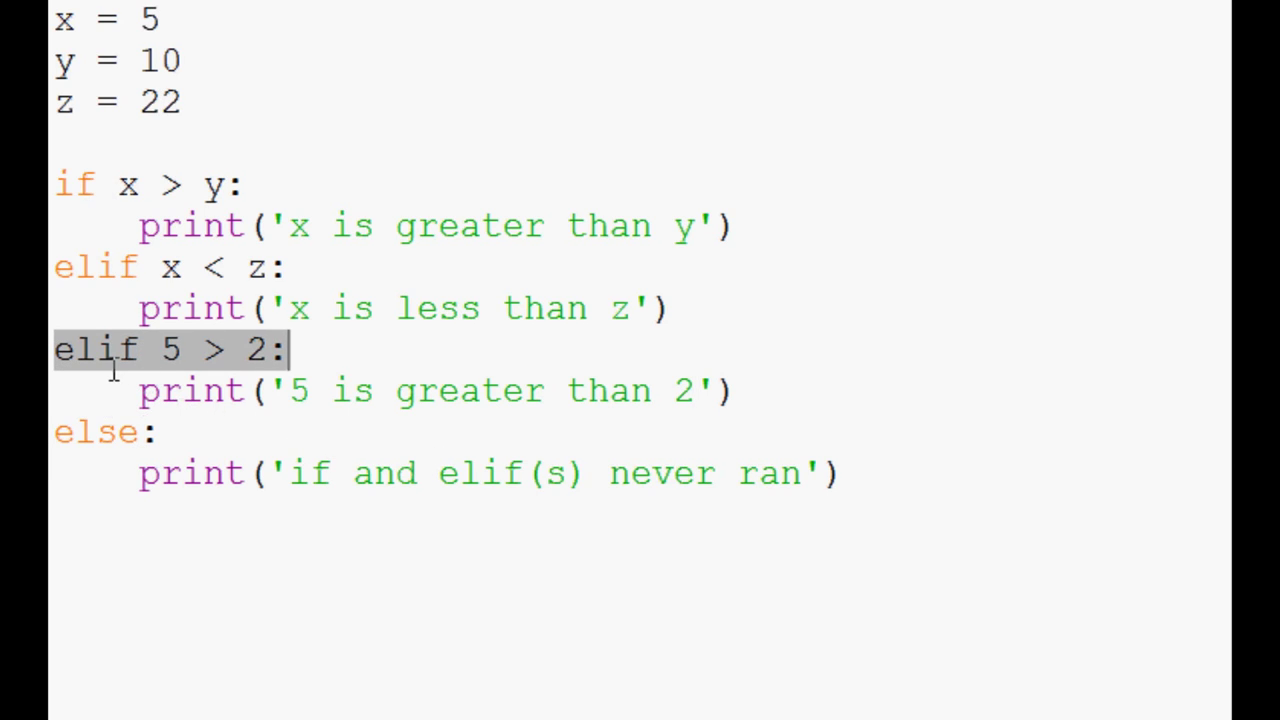 x = 5
y = 10
z = 22
if x > y:
    print('x is greater than y')
elif x < z:
    print('x is less than z')
elif 5 > 2:
    print('5 is greater than 2')
else:
    print('if and elif(s) never ran')